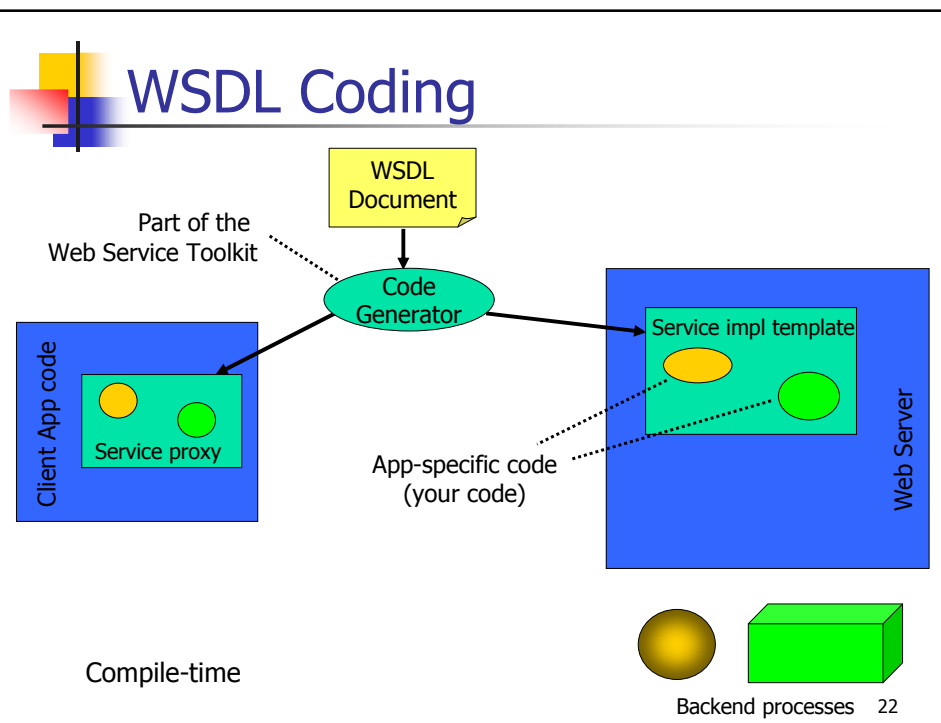 WSDL Coding
WSDL
Document
Part of the
Web Service Toolkit
Code
Generator
Service impl template
Client App code
Service proxy
App-specific code
(your code)
Web Server
Compile-time
Backend processes
22